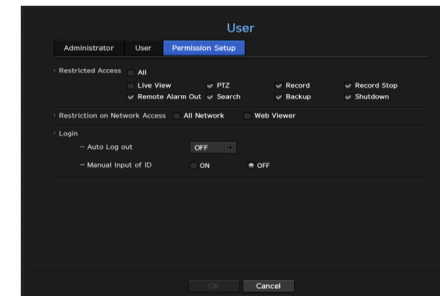 User
Administrator User Permission Setup
· Restricted Access All
Live View PTZ Record Record Stop
Remote Alarm Out Search Backup Shutdown
· Restriction on Network Access All Network Web Viewer
· Login
– Auto Log out OFF
– Manual Input of ID ON OFF
OK Cancel